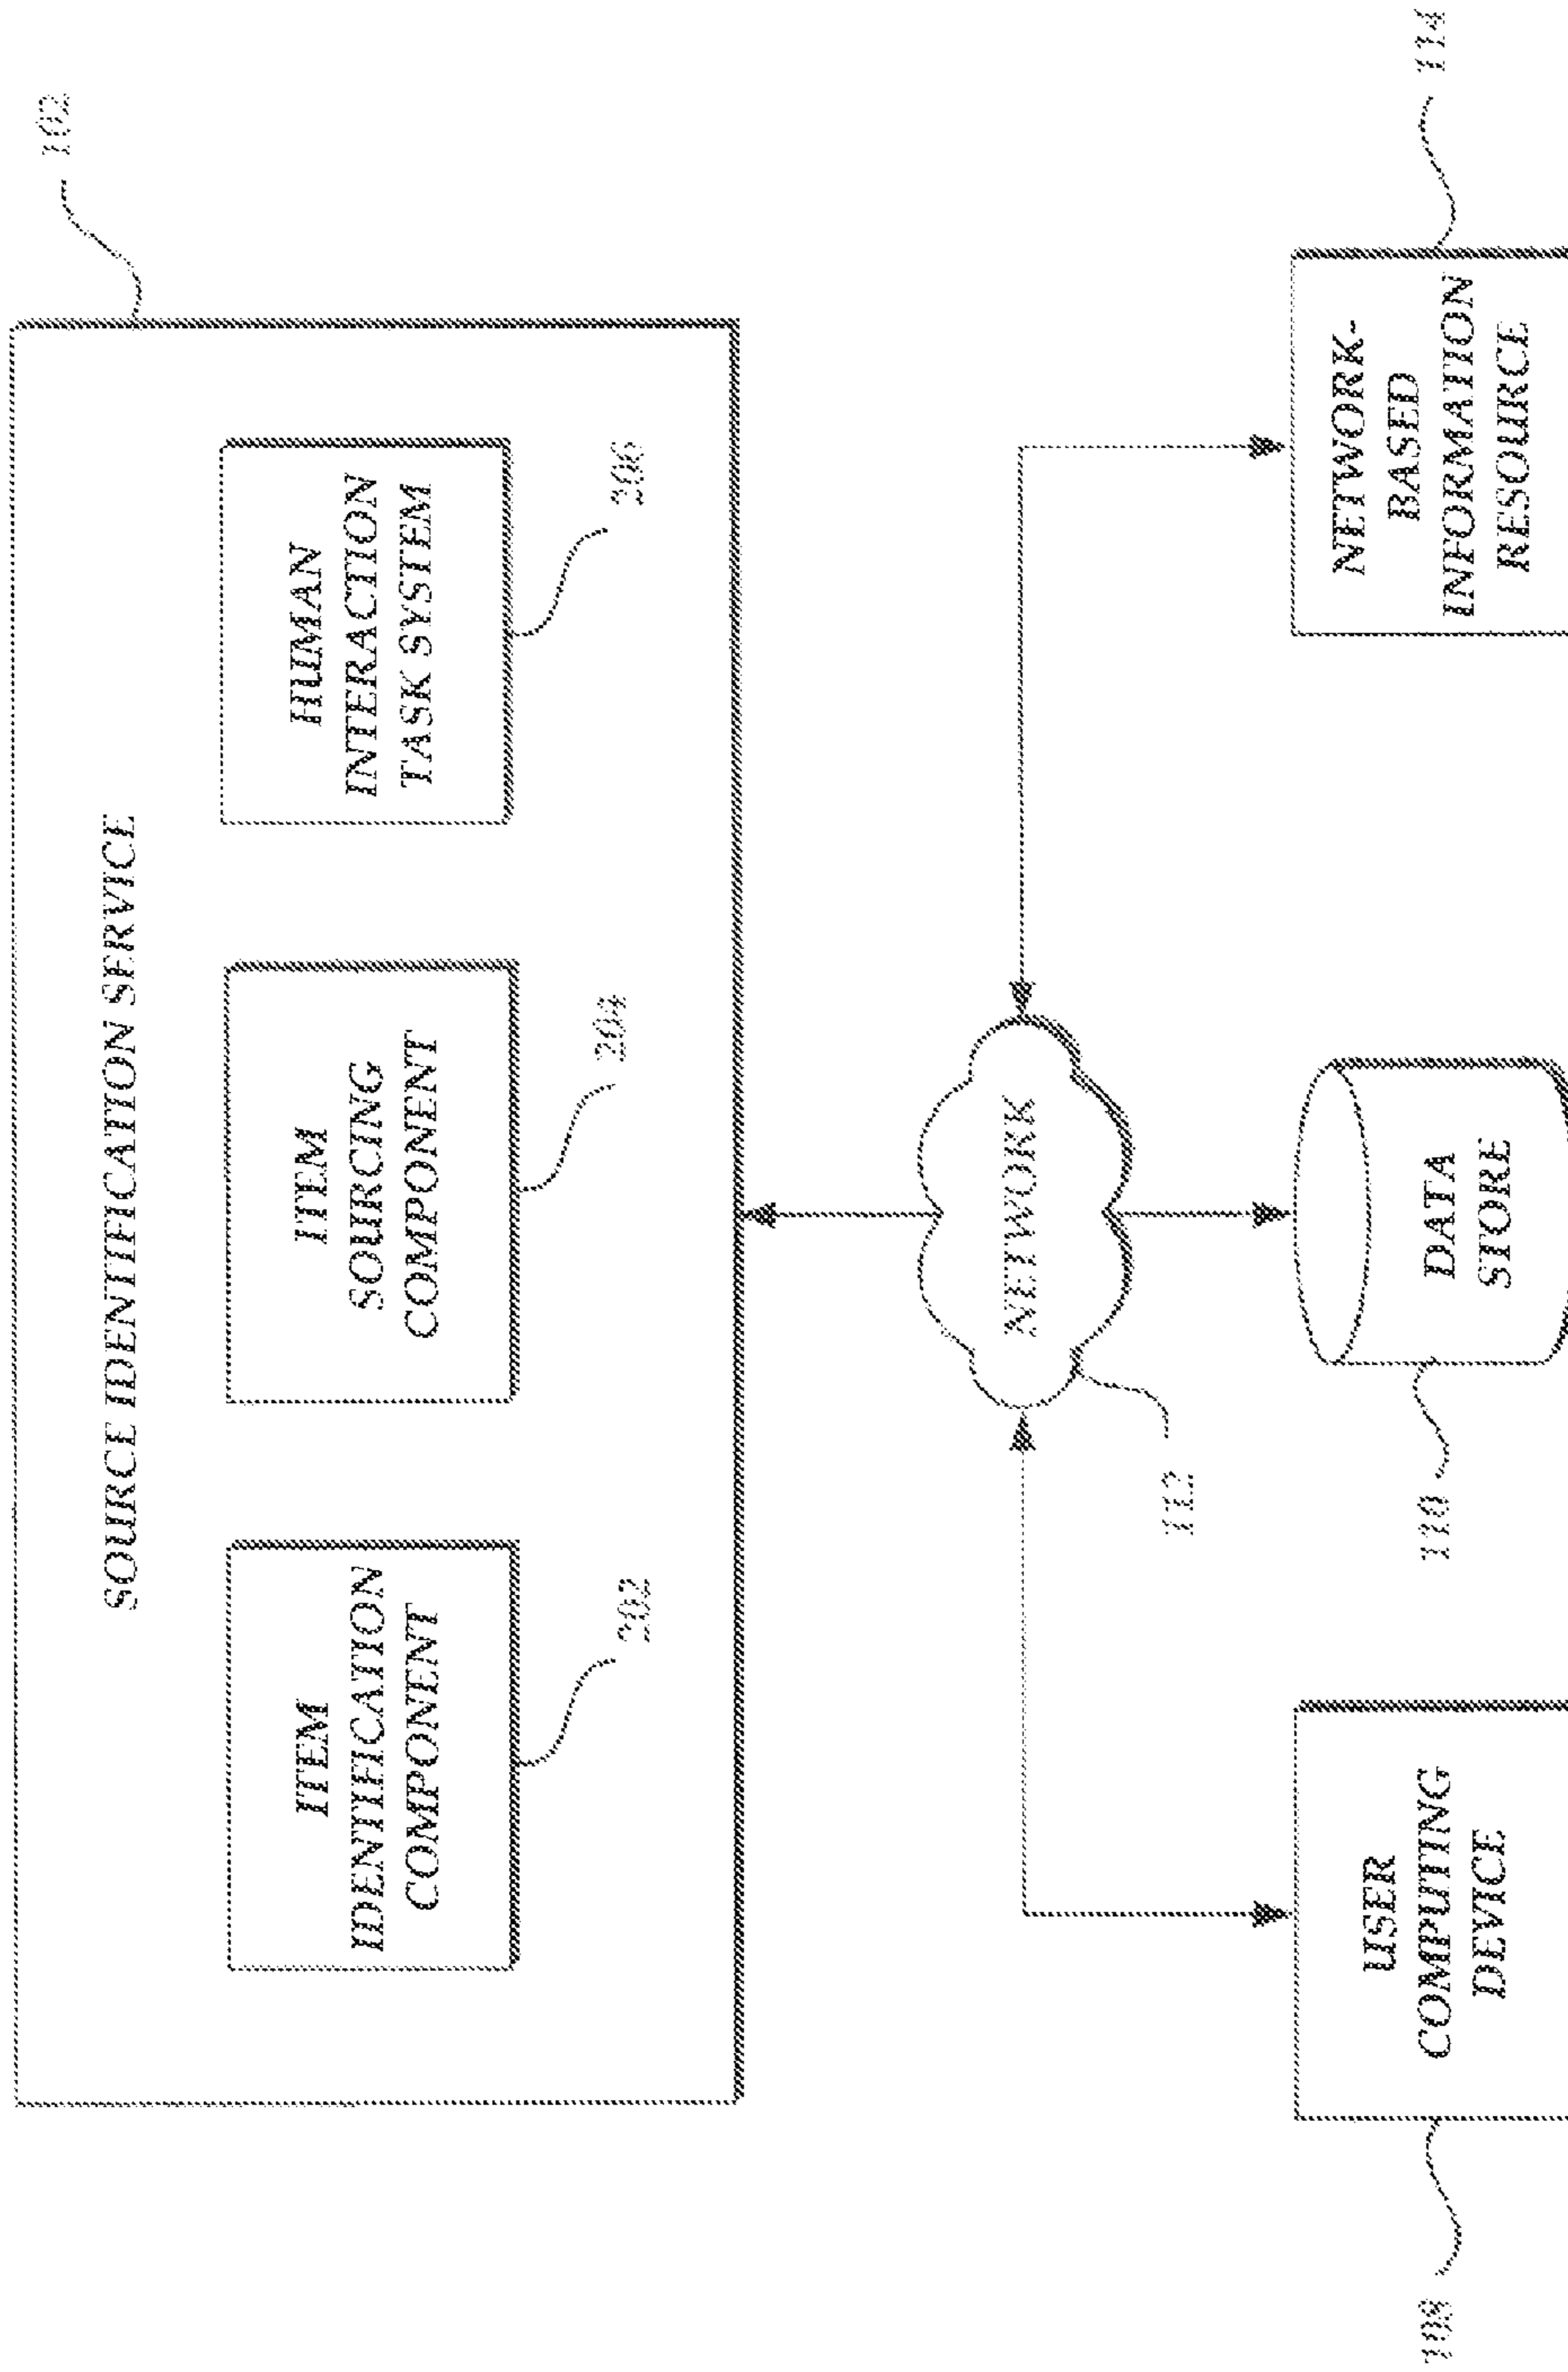 102
SOURCE IDENTIFICATION SERVICE
ITEM
IDENTIFICATION
COMPONENT
202
ITEM
SOURCING
COMPONENT
204
HUMAN
INTERACTION
TASK SYSTEM
206
NETWORK
112
108
USER
COMPUTING
DEVICE
110
DATA
STORE
NETWORK-
BASED
INFORMATION
RESOURCE
114